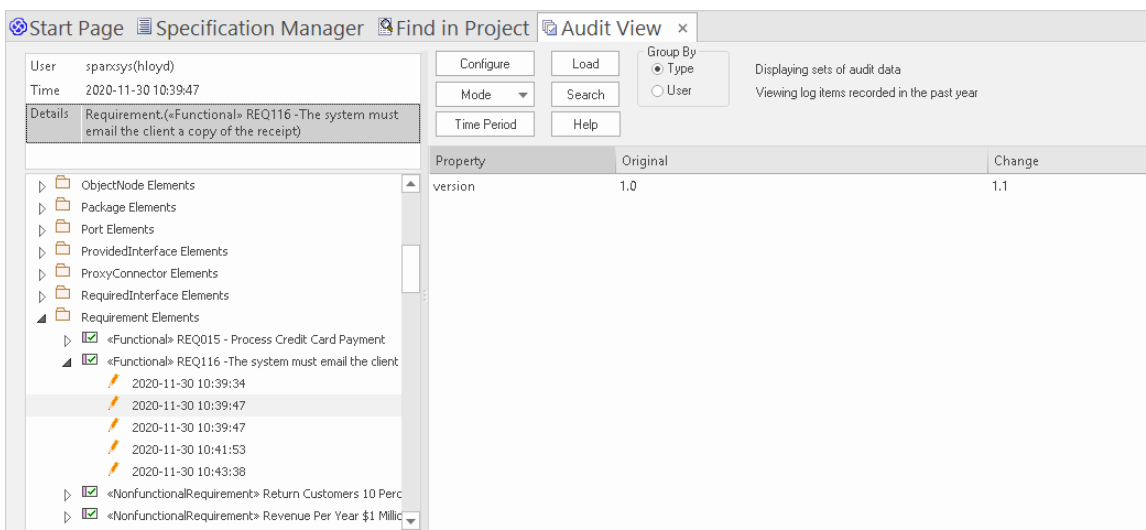 Start Page Specification Manager Find in Project Audit View ×
User sparxsys(hloyd)
Time 2020-11-30 10:39:47
Details Requirement.(«Functional» REQ116 -The system must
email the client a copy of the receipt)
ObjectNode Elements
Package Elements
Port Elements
ProvidedInterface Elements
ProxyConnector Elements
RequiredInterface Elements
Requirement Elements
«Functional» REQ015 - Process Credit Card Payment
«Functional» REQ116 -The system must email the client
2020-11-30 10:39:34
2020-11-30 10:39:47
2020-11-30 10:39:47
2020-11-30 10:41:53
2020-11-30 10:43:38
«NonfunctionalRequirement» Return Customers 10 Perc
«NonfunctionalRequirement» Revenue Per Year $1 Millic
Configure Load
Mode Search
Time Period Help
Group By
Type
User
Displaying sets of audit data
Viewing log items recorded in the past year
Property Original Change
version 1.0 1.1